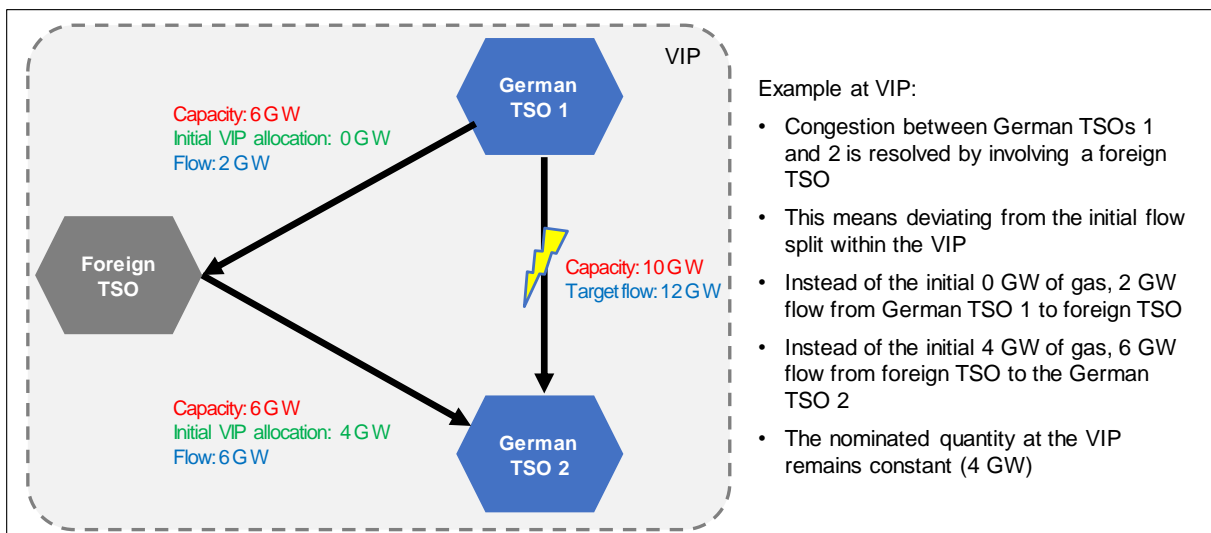 VIP
German
TSO 1
Capacity: 6 GW
Initial VIP allocation: 0 GW
Flow: 2 GW
Foreign
TSO
Capacity: 10 GW
Target flow: 12 GW
Capacity: 6 GW
Initial VIP allocation: 4 GW
Flow: 6 GW
German
TSO 2
Example at VIP:
• Congestion between German TSOs 1
and 2 is resolved by involving a foreign
TSO
• This means deviating from the initial flow
split within the VIP
• Instead of the initial 0 GW of gas, 2 GW
flow from German TSO 1 to foreign TSO
• Instead of the initial 4 GW of gas, 6 GW
flow from foreign TSO to the German
TSO 2
• The nominated quantity at the VIP
remains constant (4 GW)